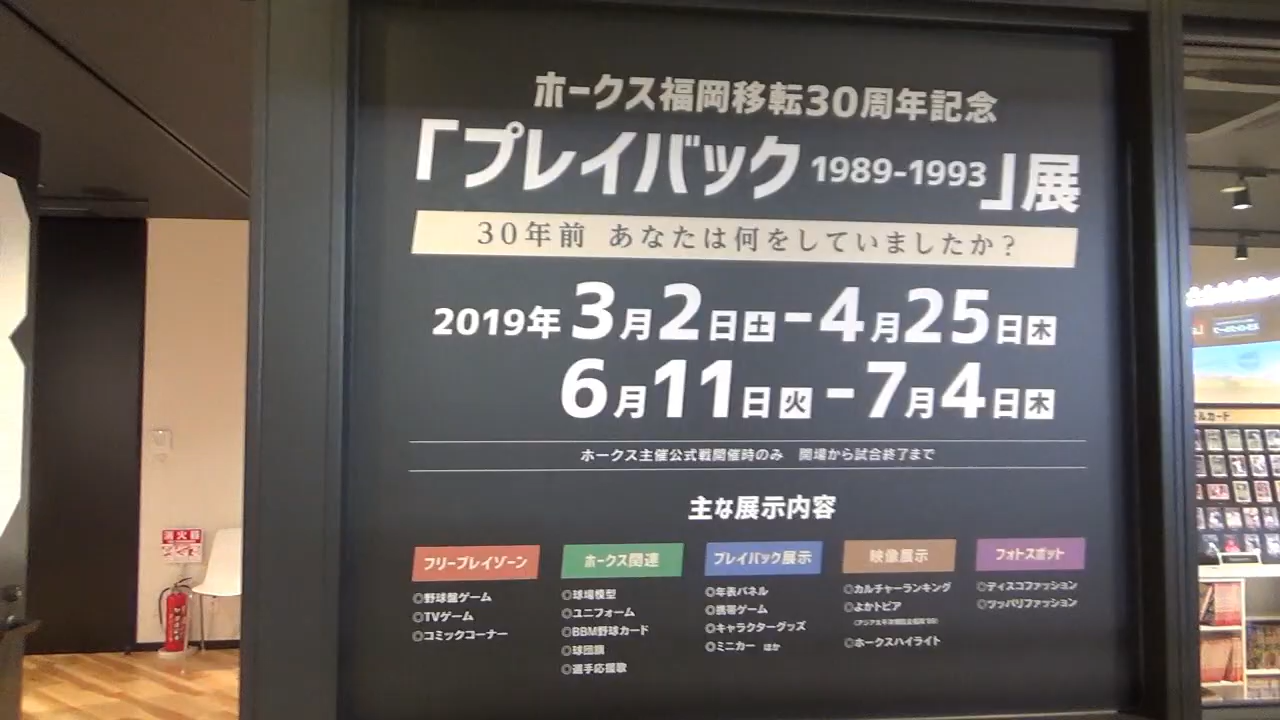 ホークス福岡移転30周年記念
「プレイバック 1989-1993」展
30年前 あなたは何をしていましたか？
2019年 3月2日土-4月25日木
6月11日火-7月4日木
ホークス主催公式戦開催時のみ 開場から試合終了まで
主な展示内容
フリープレイゾーン
◎野球盤ゲーム
◎TVゲーム
◎コミックコーナー
ホークス関連
◎球場模型
◎ユニフォーム
◎BBM野球カード
◎球団旗
◎選手応援歌
プレイバック展示
◎年表パネル
◎携帯ゲーム
◎キャラクターグッズ
◎ミニカー ほか
映像展示
◎カルチャーランキング
◎よかトピア
◎ホークスハイライト
フォトスポット
◎ディスコファッション
◎ツッパリファッション
消火器